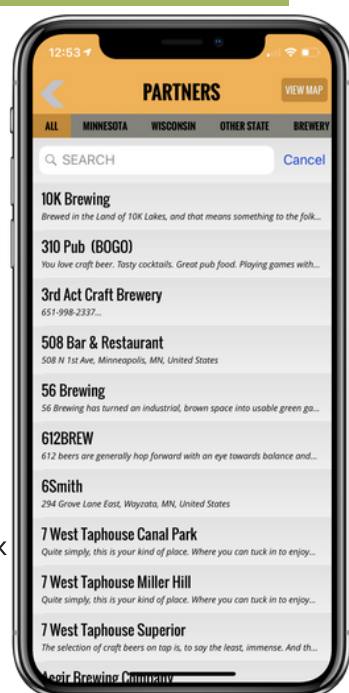 12:53
PARTNERS
VIEW MAP
ALL MINNESOTA WISCONSIN OTHER STATE BREWERY
SEARCH
Cancel
10K Brewing
Brewed in the Land of 10K Lakes, and that means something to the folk...
310 Pub (BOGO)
You love craft beer. Tasty cocktails. Great pub food. Playing games with...
3rd Act Craft Brewery
651-998-2337...
508 Bar & Restaurant
508 N 1st Ave, Minneapolis, MN, United States
56 Brewing
56 Brewing has turned an industrial, brown space into usable green ga...
612BREW
612 beers are generally hop forward with an eye towards balance and...
6Smith
294 Grove Lane East, Wayzata, MN, United States
7 West Taphouse Canal Park
Quite simply, this is your kind of place. Where you can tuck in to enjoy...
7 West Taphouse Miller Hill
Quite simply, this is your kind of place. Where you can tuck in to enjoy...
7 West Taphouse Superior
The selection of craft beers on tap is, to say the least, immense. And th...
Aegir Brewing Company